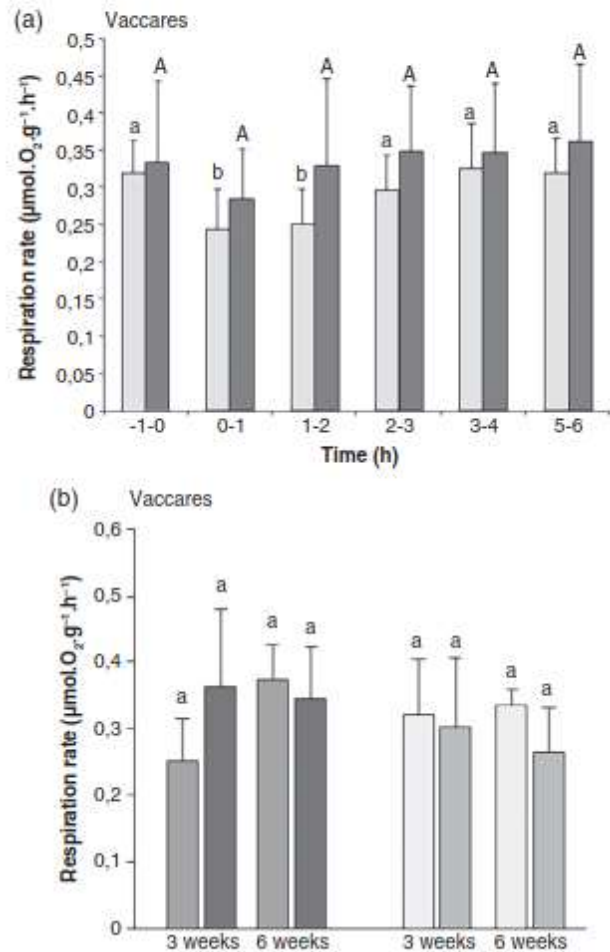 (a) Vaccares
Respiration rate (µmol.O₂.g⁻¹.h⁻¹)
0,5
0,45
0,4
0,35
0,3
0,25
0,2
0,15
0,1
0,05
0
a A
b A
b A
a A
a A
a A
-1-0 0-1 1-2 2-3 3-4 5-6
Time (h)
(b) Vaccares
Respiration rate (µmol.O₂.g⁻¹.h⁻¹)
0,6
0,5
0,4
0,3
0,2
0,1
0
a a a a a a a a
3 weeks 6 weeks 3 weeks 6 weeks